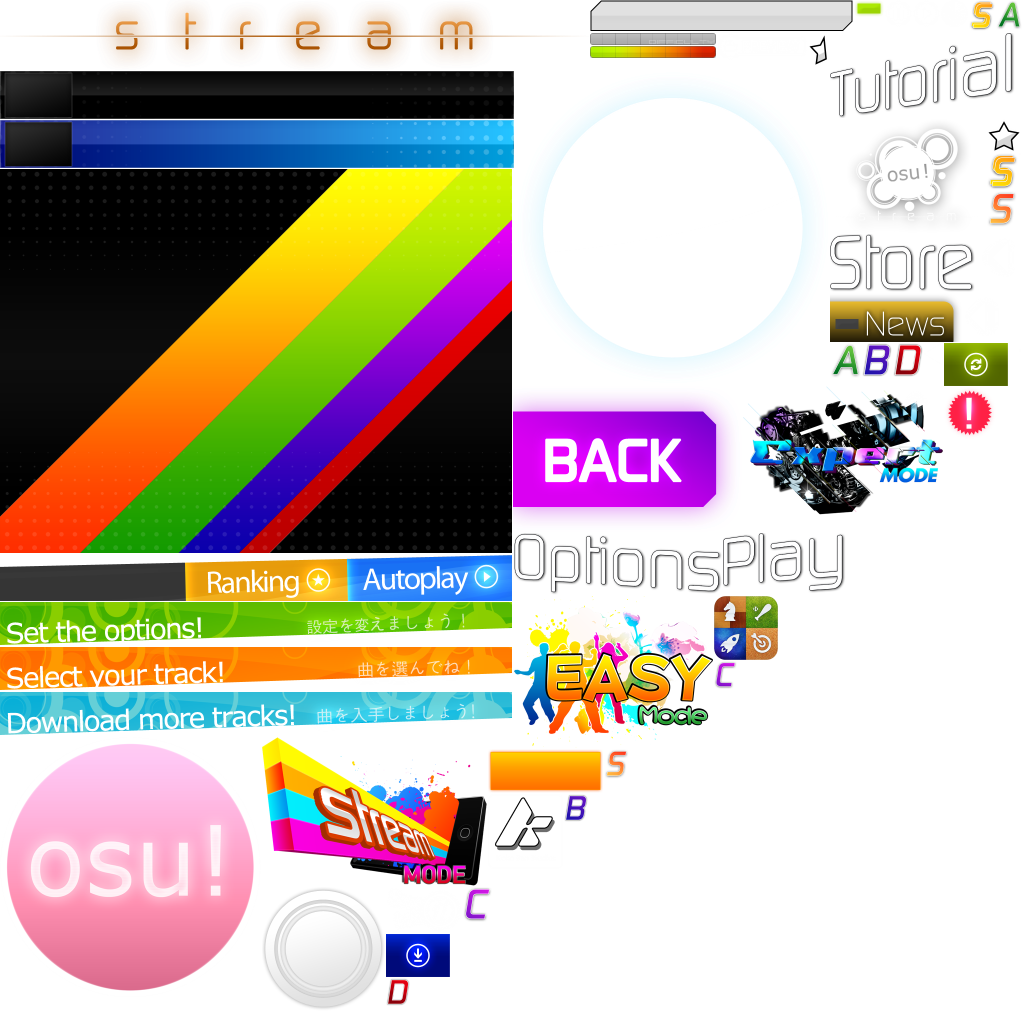 stream
S A
Tutorial
osu!
S
S
Store
News
A B D
BACK
Expert
MODE
!
Options Play
Ranking Autoplay
Set the options! 設定を変えましょう!
Select your track! 曲を選んでね!
Download more tracks! 曲を入手しましょう!
EASY
Mode
C
osu!
Stream
MODE
S
B
C
D